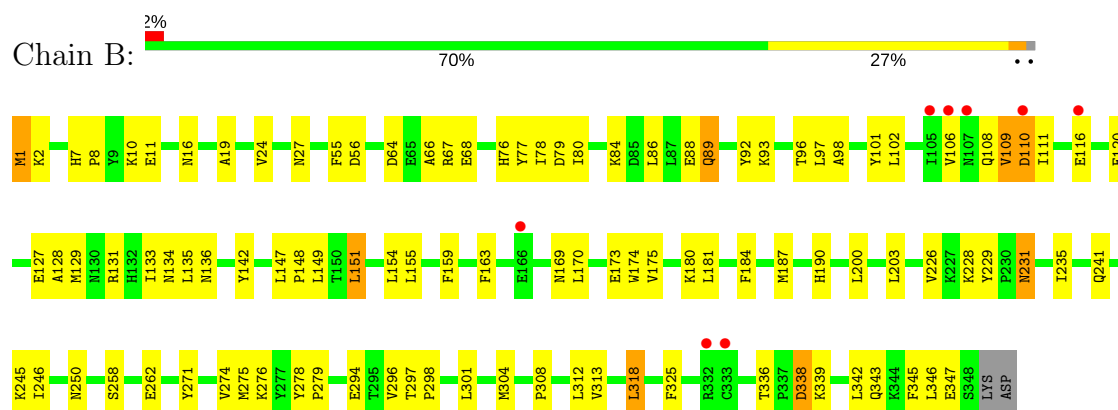 2%
Chain B:
70% 27% ..
M1 K2 H7 P8 Y9 K10 E11 N16 A19 V24 N27 F55 D56 D64 E65 A66 R67 E68 H76 Y77 I78 D79 I80 K84 D85 L86 L87 E88 Q89 Y92 K93 T96 L97 A98 Y101 L102 I105 V106 N107 Q108 V109 D110 I111 E116
E127 A128 M129 N130 R131 H132 I133 N134 L135 N136 Y142 L147 P148 L149 T150 L151 L154 L155 F159 F163 E166 N169 L170 E173 W174 V175 K180 L181 F184 M187 H190 L200 L203 V226 K227 K228 Y229 P230 N231 I235 Q241
K245 I246 N250 S258 E262 Y271 V274 M275 K276 Y277 Y278 P279 E294 T295 V296 T297 P298 L301 M304 P308 L312 V313 L318 F325 R332 C333 T336 P337 D338 K339 L342 Q343 K344 F345 L346 E347 S348 LYS ASP